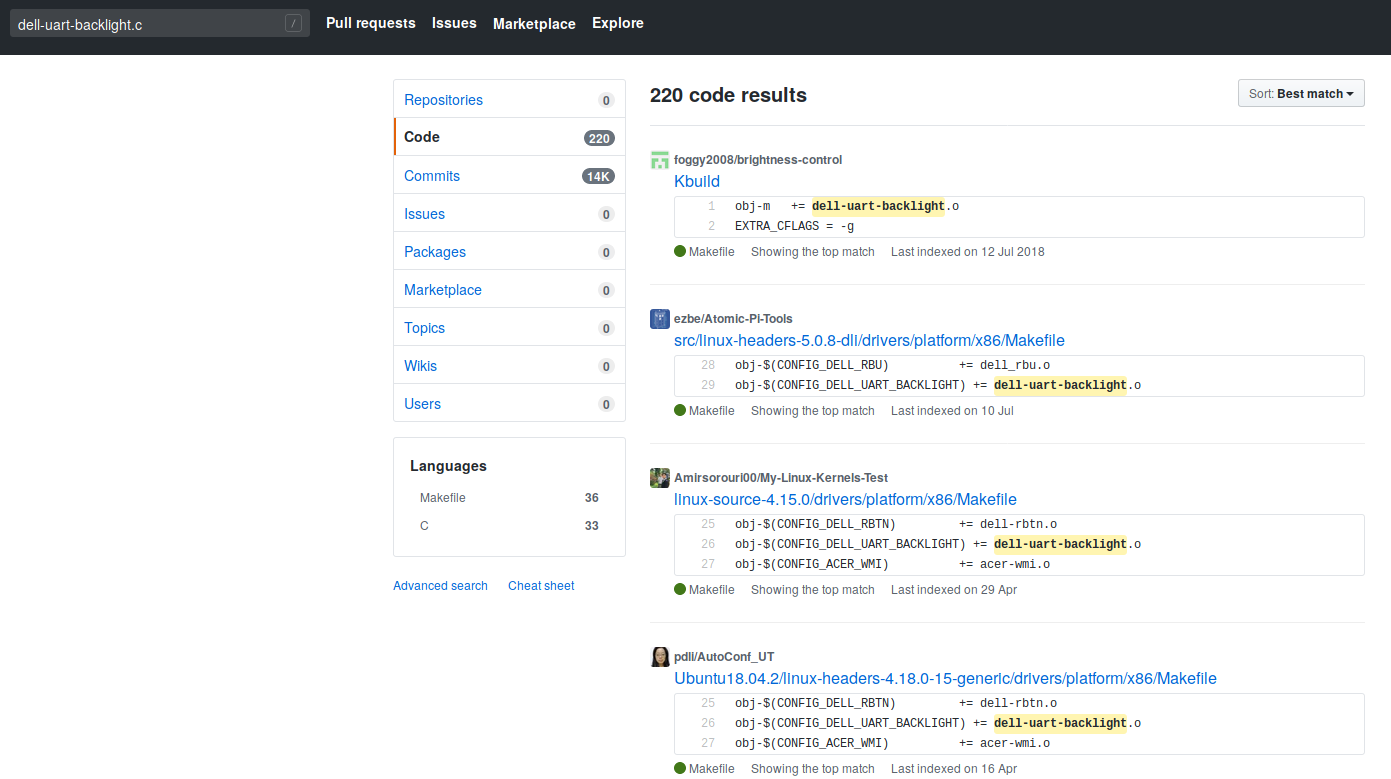 dell-uart-backlight.c / Pull requests Issues Marketplace Explore
Repositories 0
Code 220
Commits 14K
Issues 0
Packages 0
Marketplace 0
Topics 0
Wikis 0
Users 0
Languages
Makefile 36
C 33
Advanced search Cheat sheet
220 code results
Sort: Best match
foggy2008/brightness-control
Kbuild
1 obj-m += dell-uart-backlight.o
2 EXTRA_CFLAGS = -g
Makefile Showing the top match Last indexed on 12 Jul 2018
ezbe/Atomic-Pi-Tools
src/linux-headers-5.0.8-dli/drivers/platform/x86/Makefile
28 obj-$(CONFIG_DELL_RBU) += dell_rbu.o
29 obj-$(CONFIG_DELL_UART_BACKLIGHT) += dell-uart-backlight.o
Makefile Showing the top match Last indexed on 10 Jul
Amirsorouri00/My-Linux-Kernels-Test
linux-source-4.15.0/drivers/platform/x86/Makefile
25 obj-$(CONFIG_DELL_RBTN) += dell-rbtn.o
26 obj-$(CONFIG_DELL_UART_BACKLIGHT) += dell-uart-backlight.o
27 obj-$(CONFIG_ACER_WMI) += acer-wmi.o
Makefile Showing the top match Last indexed on 29 Apr
pdli/AutoConf_UT
Ubuntu18.04.2/linux-headers-4.18.0-15-generic/drivers/platform/x86/Makefile
25 obj-$(CONFIG_DELL_RBTN) += dell-rbtn.o
26 obj-$(CONFIG_DELL_UART_BACKLIGHT) += dell-uart-backlight.o
27 obj-$(CONFIG_ACER_WMI) += acer-wmi.o
Makefile Showing the top match Last indexed on 16 Apr